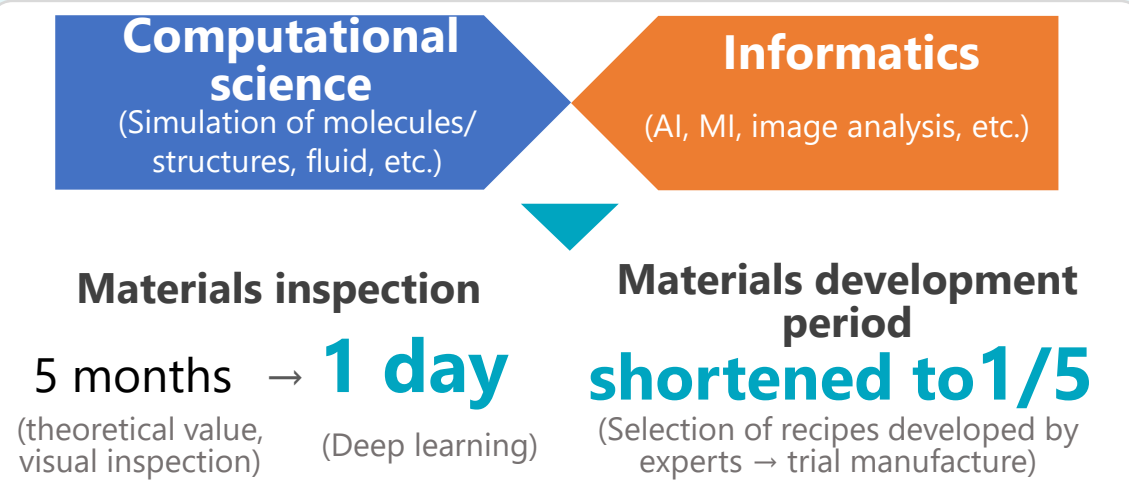 Computational
science
(Simulation of molecules/
structures, fluid, etc.)
Informatics
(AI, MI, image analysis, etc.)
Materials inspection
5 months → 1 day
(theoretical value,
visual inspection)
(Deep learning)
Materials development
period
shortened to1/5
(Selection of recipes developed by
experts → trial manufacture)